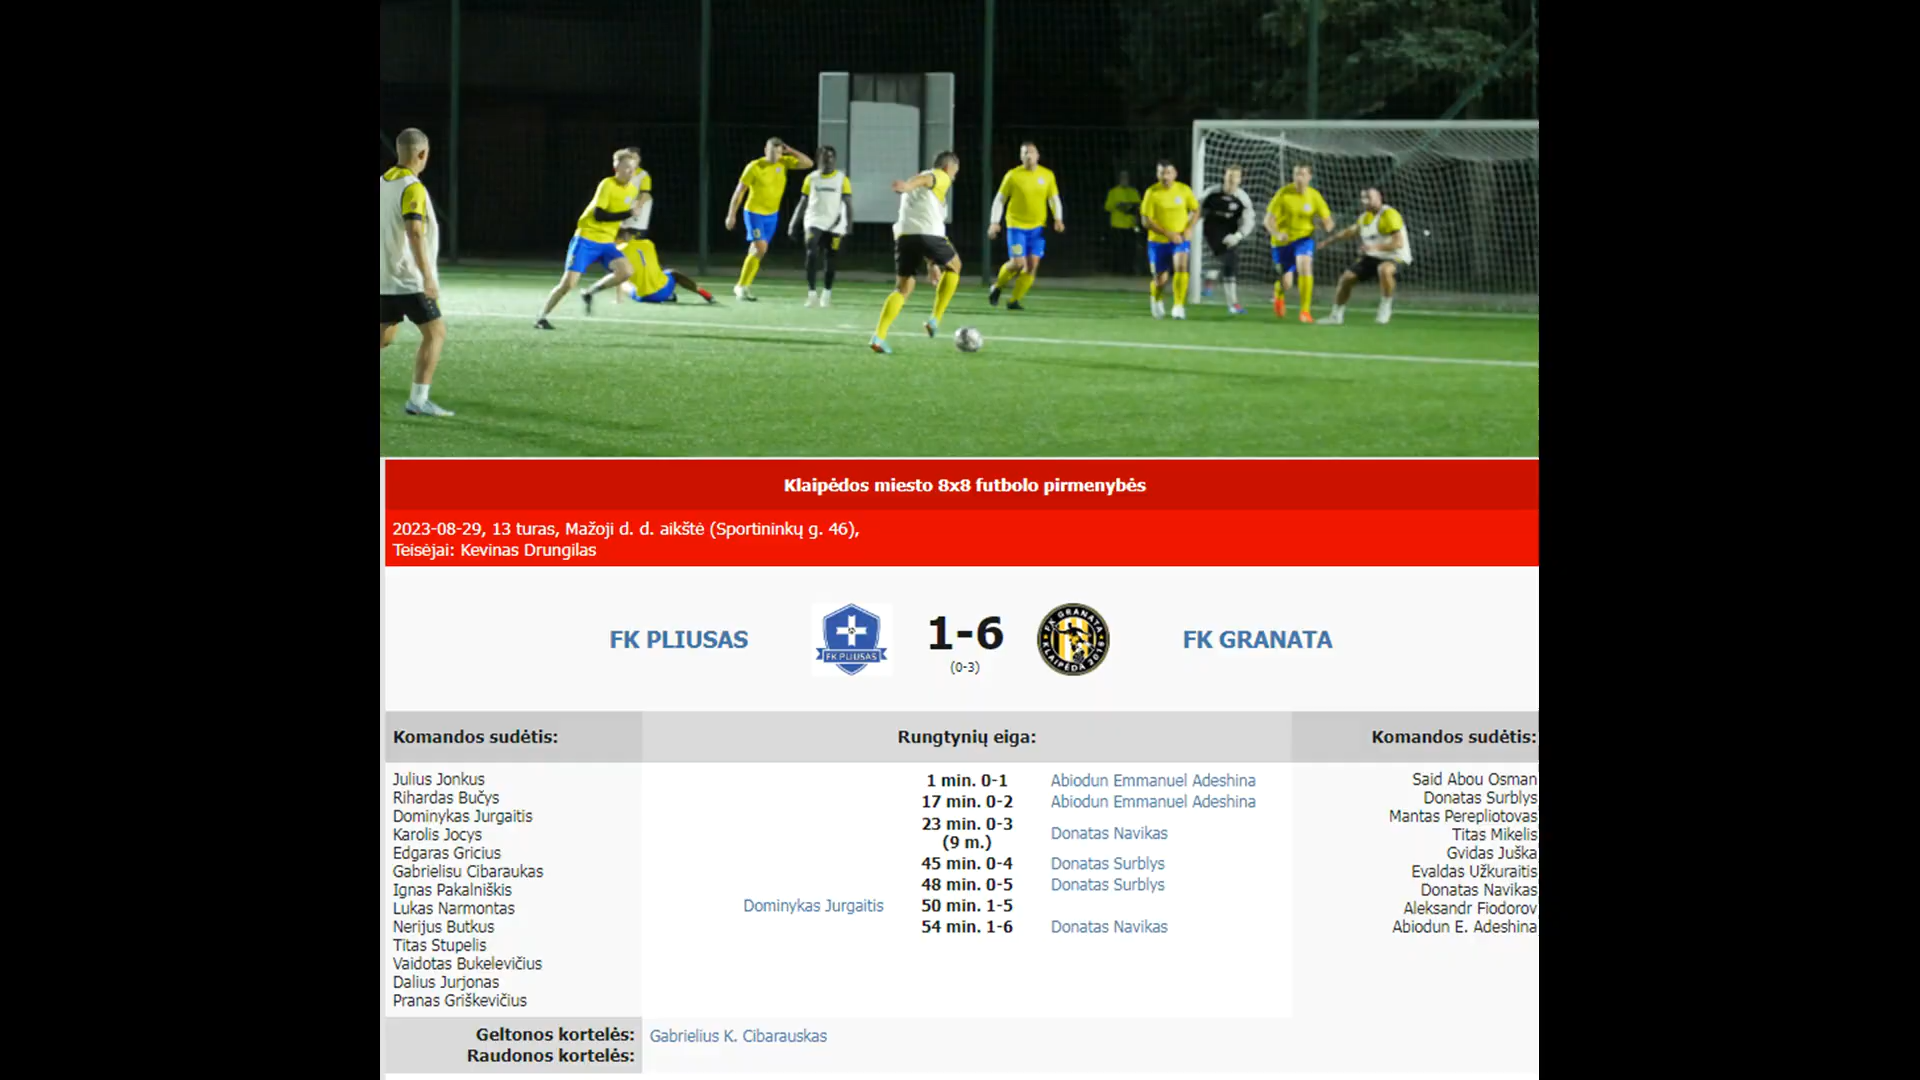 Klaipėdos miesto 8x8 futbolo pirmenybės
2023-08-29, 13 turas, Mažoji d. d. aikštė (Sportininkų g. 46),
Teisėjai: Kevinas Drungilas
FK PLIUSAS
FK PLIUSAS
1-6
(0-3)
FK GRANATA
KLAIPĖDA 2018
FK GRANATA
Komandos sudėtis:
Rungtynių eiga:
Komandos sudėtis:
Julius Jonkus
Rihardas Bučys
Dominykas Jurgaitis
Karolis Jocys
Edgaras Gricius
Gabrielisu Cibaraukas
Ignas Pakalniškis
Lukas Narmontas
Nerijus Butkus
Titas Stupelis
Vaidotas Bukelevičius
Dalius Jurjonas
Pranas Griškevičius
1 min. 0-1 Abiodun Emmanuel Adeshina
17 min. 0-2 Abiodun Emmanuel Adeshina
23 min. 0-3
(9 m.) Donatas Navikas
45 min. 0-4 Donatas Surblys
48 min. 0-5 Donatas Surblys
Dominykas Jurgaitis 50 min. 1-5
54 min. 1-6 Donatas Navikas
Said Abou Osman
Donatas Surblys
Mantas Perepliotovas
Titas Mikelis
Gvidas Juška
Evaldas Užkuraitis
Donatas Navikas
Aleksandr Fiodorov
Abiodun E. Adeshina
Geltonos kortelės: Gabrielius K. Cibarauskas
Raudonos kortelės: